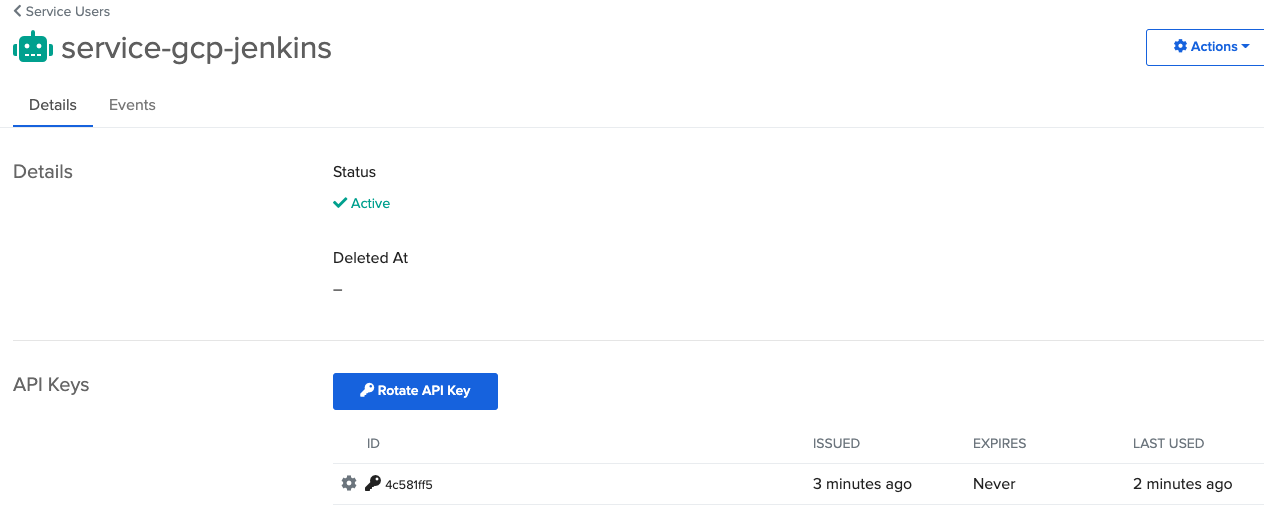 Service Users
service-gcp-jenkins
Actions
Details Events
Details
Status
Active
Deleted At
–
API Keys
Rotate API Key
ID ISSUED EXPIRES LAST USED
4c581ff5 3 minutes ago Never 2 minutes ago